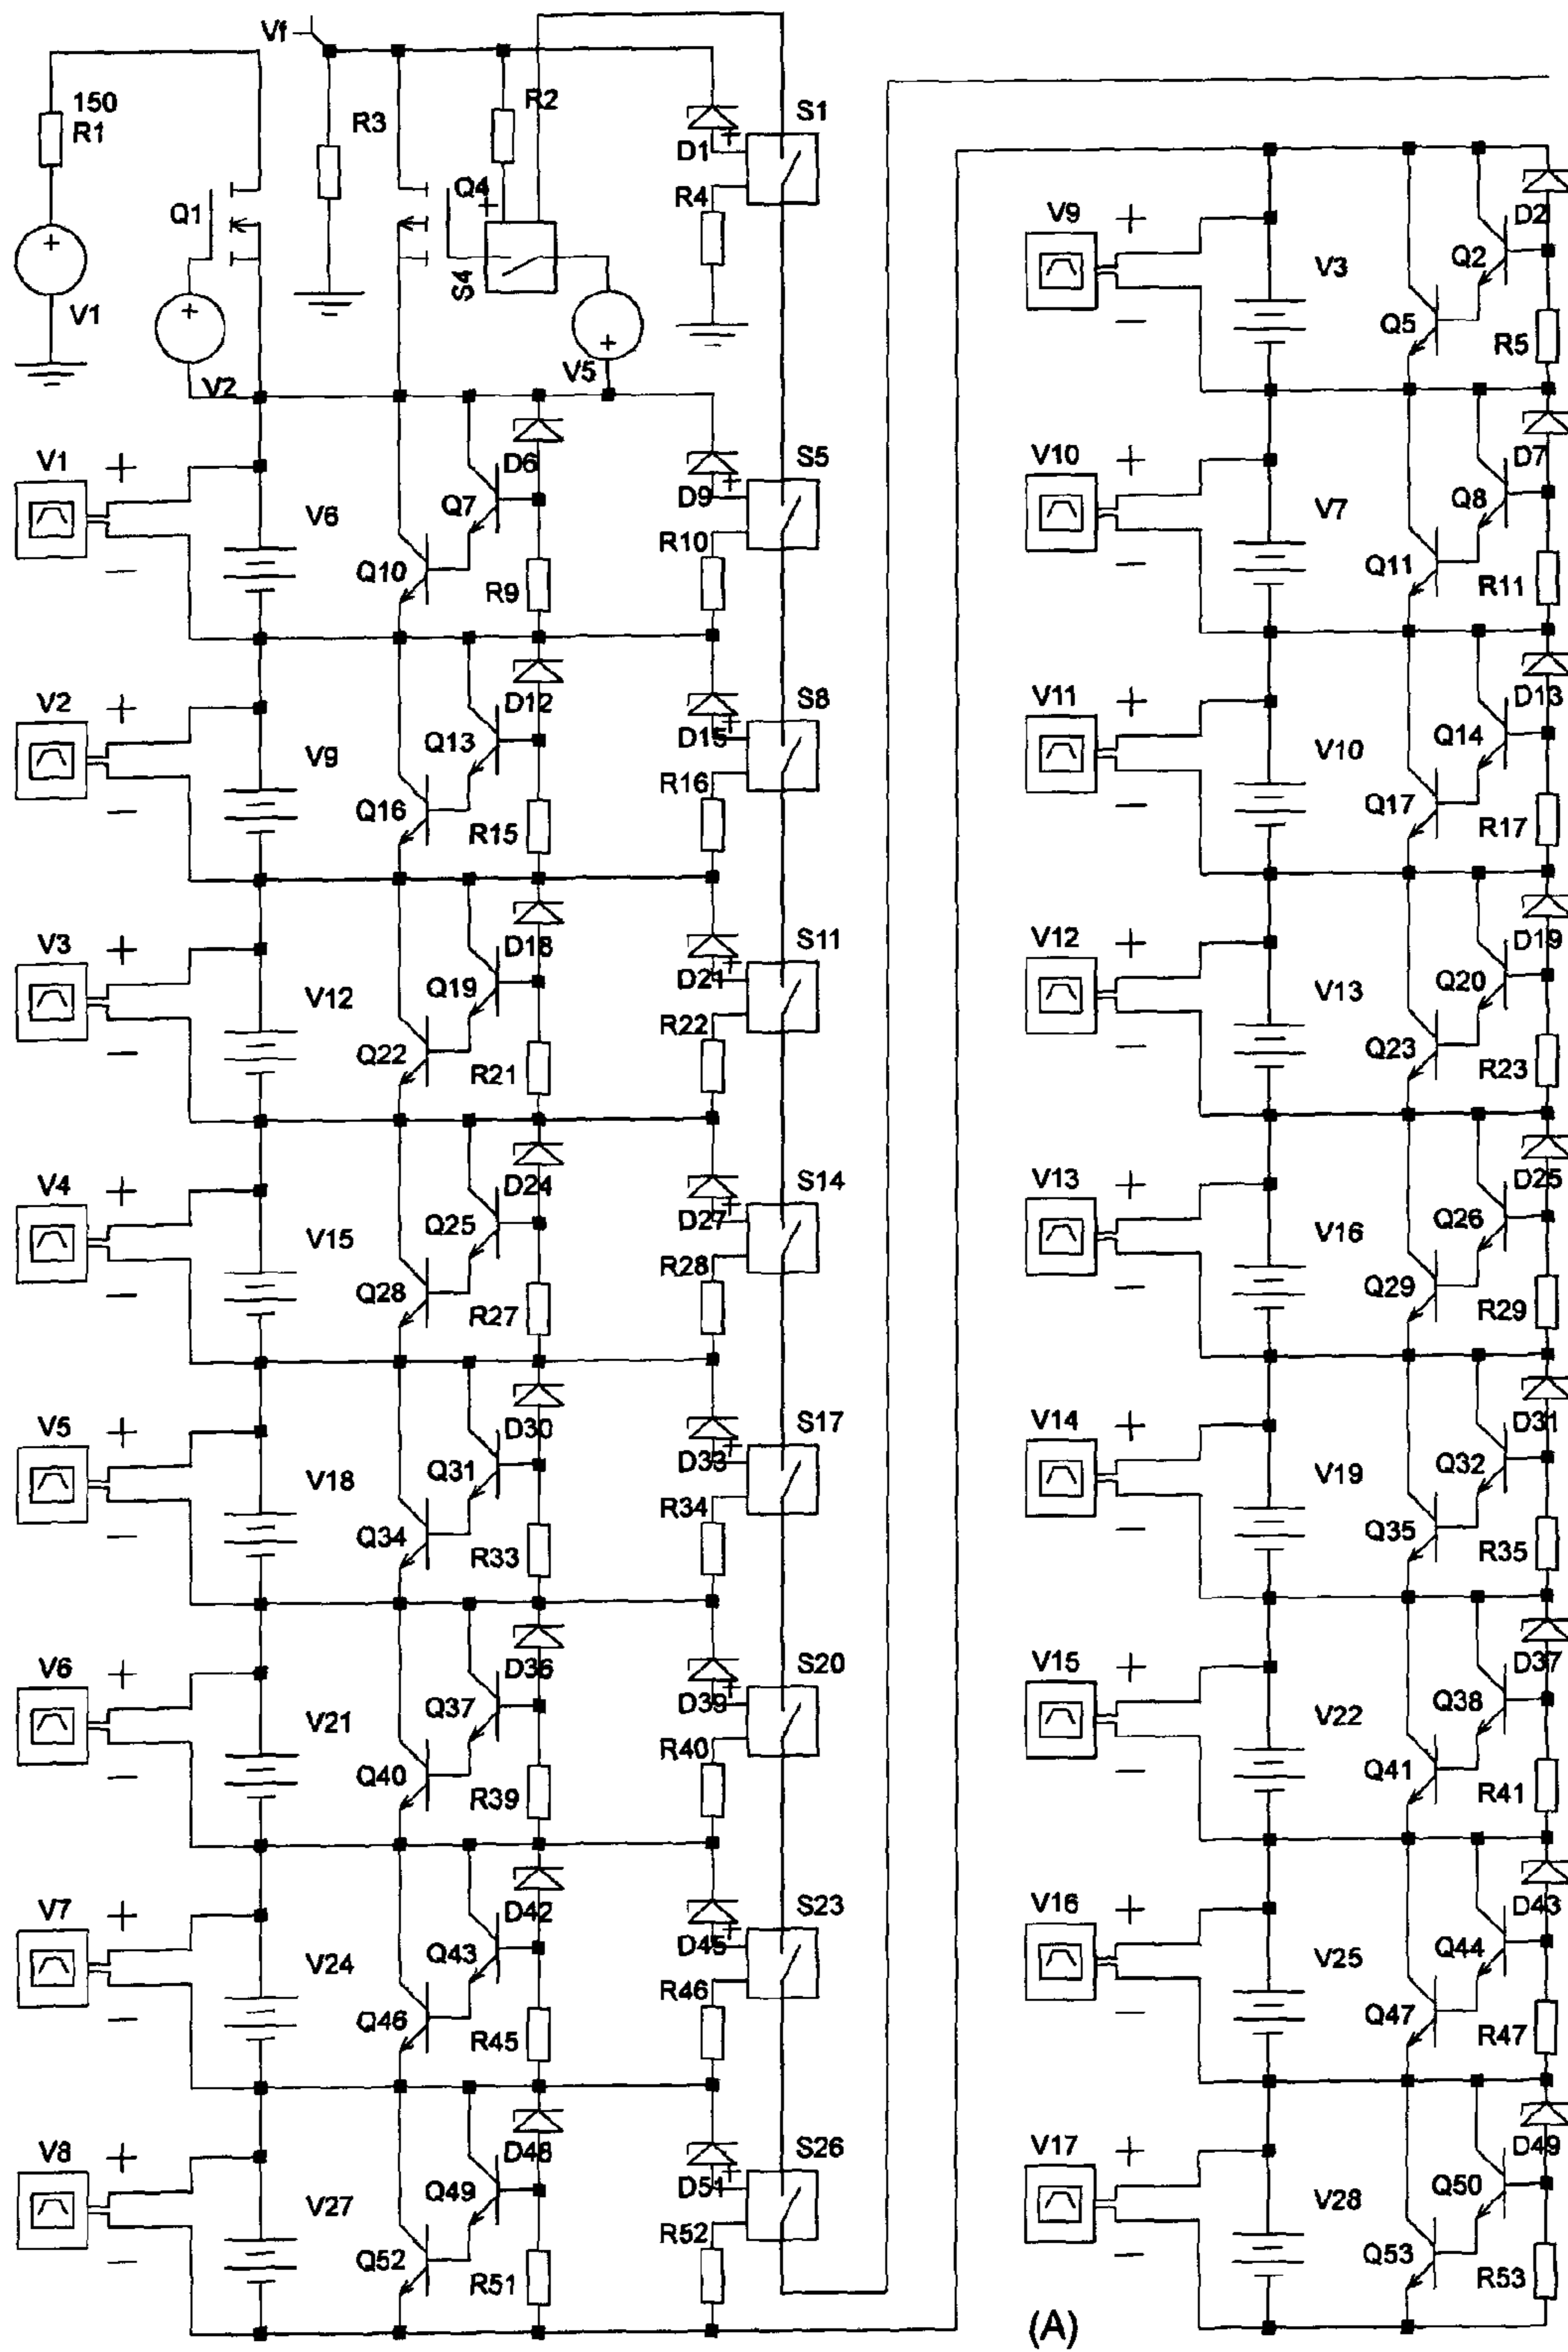 Vf
150
R1
R3
R2
S1
D1
+
Q1
Q4
+
R4
+
S4
V1
+
V2
V5
+
V9
+
−
V3
Q2
D2
Q5
R5
V1
+
−
V6
Q7
D6
Q10
R9
D9
+
R10
S5
V10
+
−
V7
Q8
D7
Q11
R11
V2
+
−
V9
Q13
D12
Q16
R15
D15
+
R16
S8
V11
+
−
V10
Q14
D13
Q17
R17
V3
+
−
V12
Q19
D18
Q22
R21
D21
+
R22
S11
V12
+
−
V13
Q20
D19
Q23
R23
V4
+
−
V15
Q25
D24
Q28
R27
D27
+
R28
S14
V13
+
−
V16
Q26
D25
Q29
R29
V5
+
−
V18
Q31
D30
Q34
R33
D33
+
R34
S17
V14
+
−
V19
Q32
D31
Q35
R35
V6
+
−
V21
Q37
D36
Q40
R39
D39
+
R40
S20
V15
+
−
V22
Q38
D37
Q41
R41
V7
+
−
V24
Q43
D42
Q46
R45
D45
+
R46
S23
V16
+
−
V25
Q44
D43
Q47
R47
V8
+
−
V27
Q49
D48
Q52
R51
D51
+
R52
S26
V17
+
−
V28
Q50
D49
Q53
R53
(A)